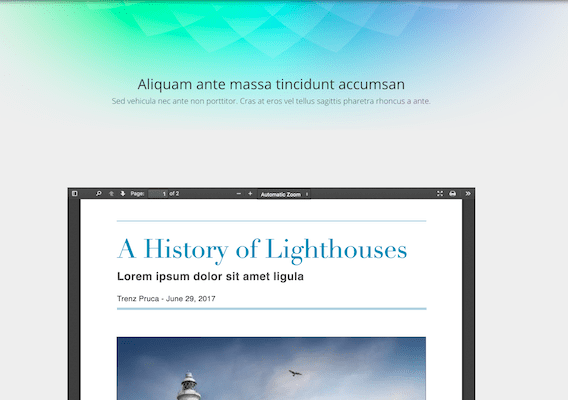 Aliquam ante massa tincidunt accumsan
Sed vehicula nec ante non porttitor. Cras at eros vel tellus sagittis pharetra rhoncus a ante.
Page: 1 of 2
Automatic Zoom
A History of Lighthouses
Lorem ipsum dolor sit amet ligula
Trenz Pruca - June 29, 2017